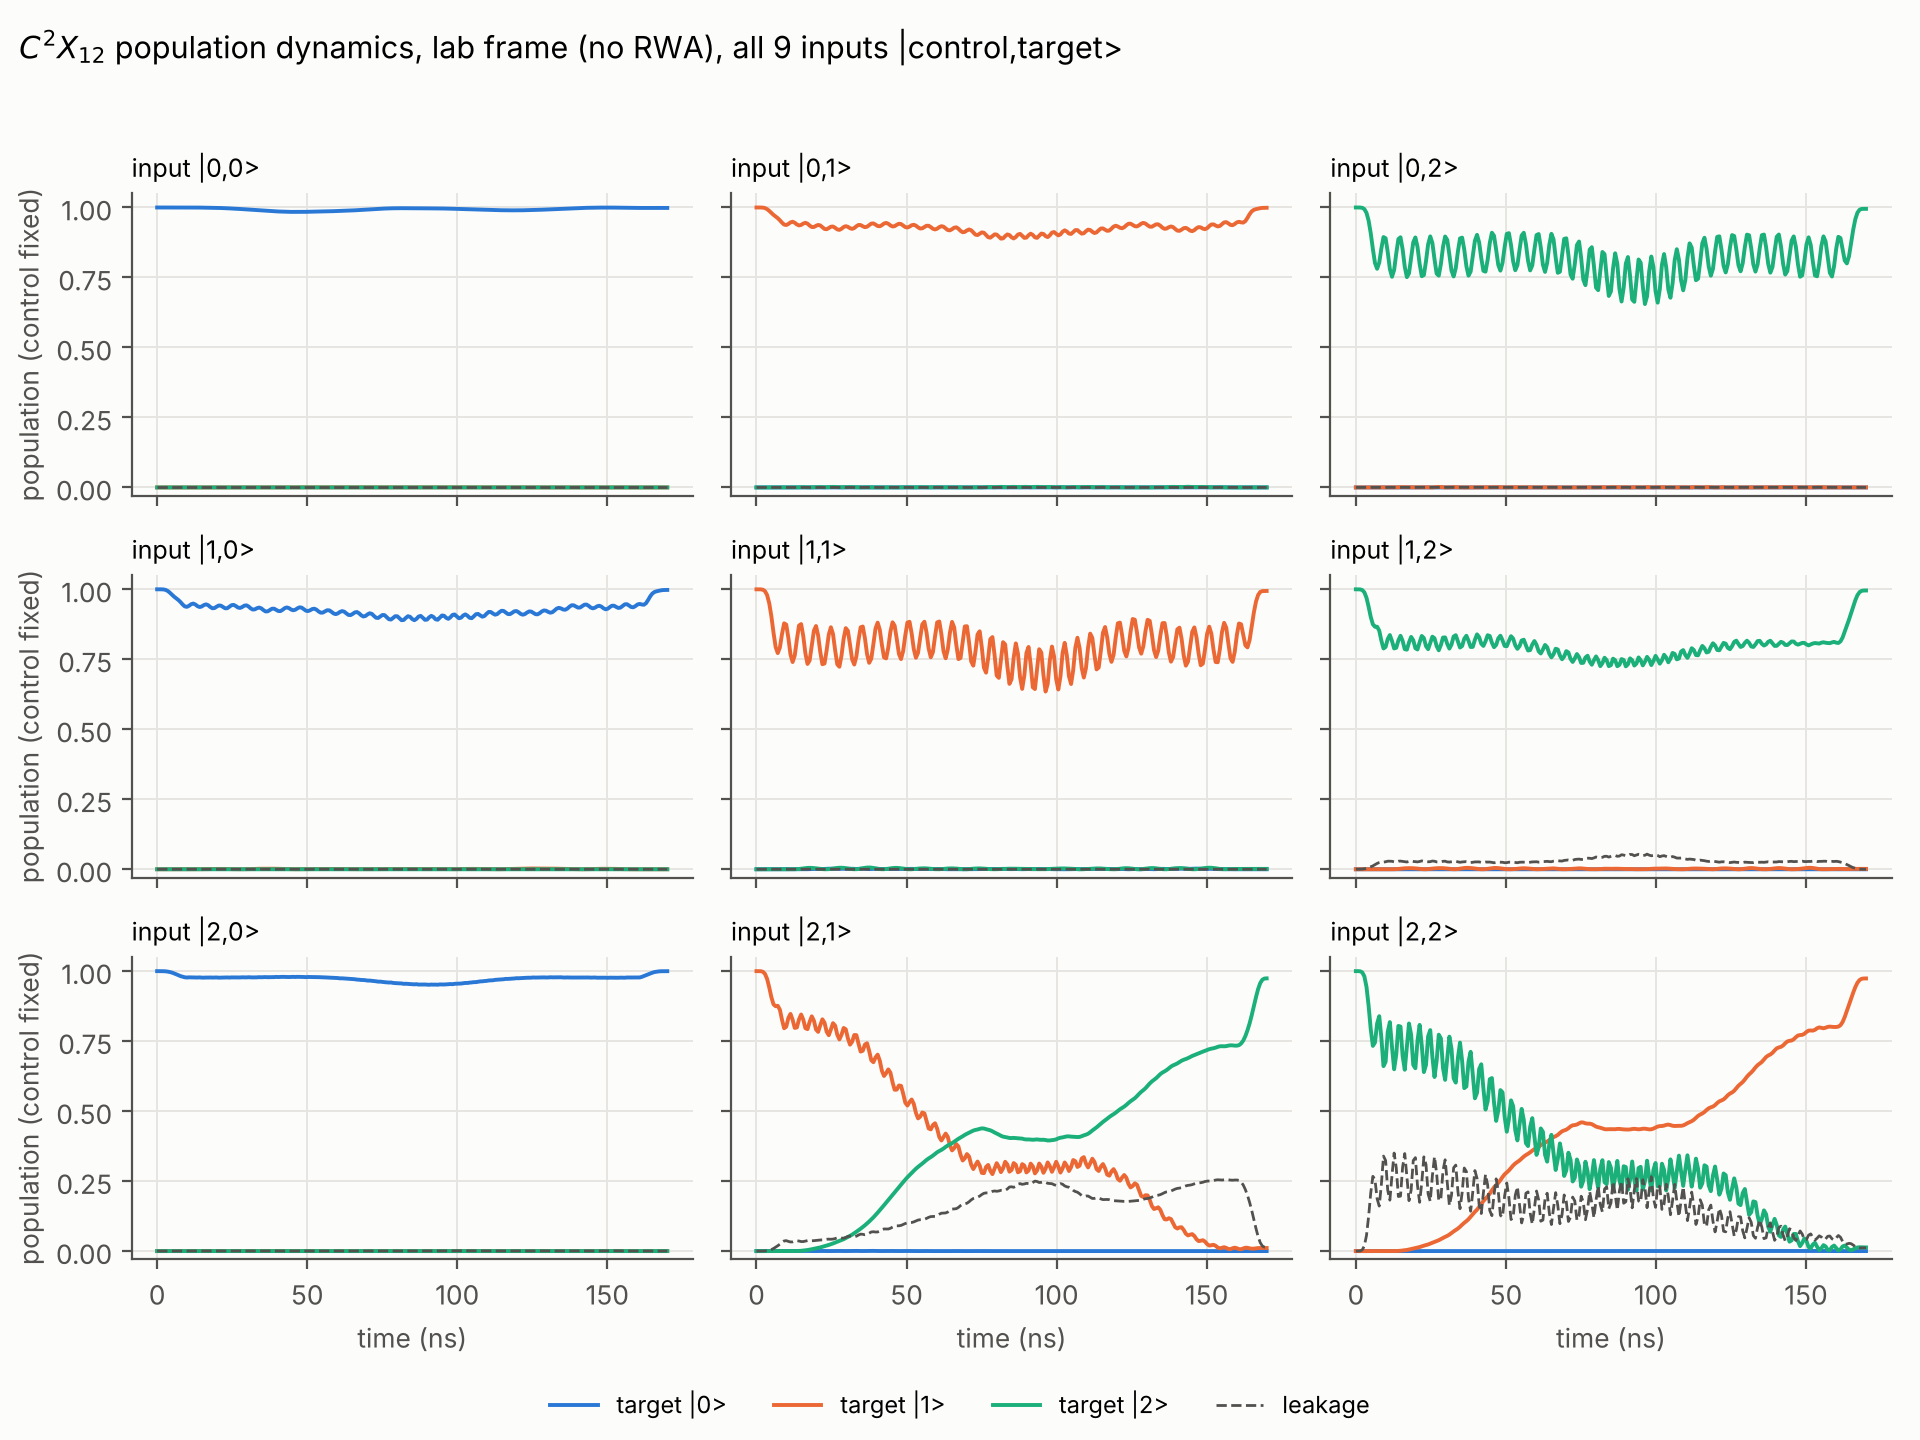 C²X₁₂ population dynamics, lab frame (no RWA), all 9 inputs |control,target>
input |0,0>
input |0,1>
input |0,2>
population (control fixed)
1.00
0.75
0.50
0.25
0.00
input |1,0>
input |1,1>
input |1,2>
population (control fixed)
1.00
0.75
0.50
0.25
0.00
input |2,0>
input |2,1>
input |2,2>
population (control fixed)
1.00
0.75
0.50
0.25
0.00
0 50 100 150
0 50 100 150
0 50 100 150
time (ns)
time (ns)
time (ns)
target |0> target |1> target |2> leakage